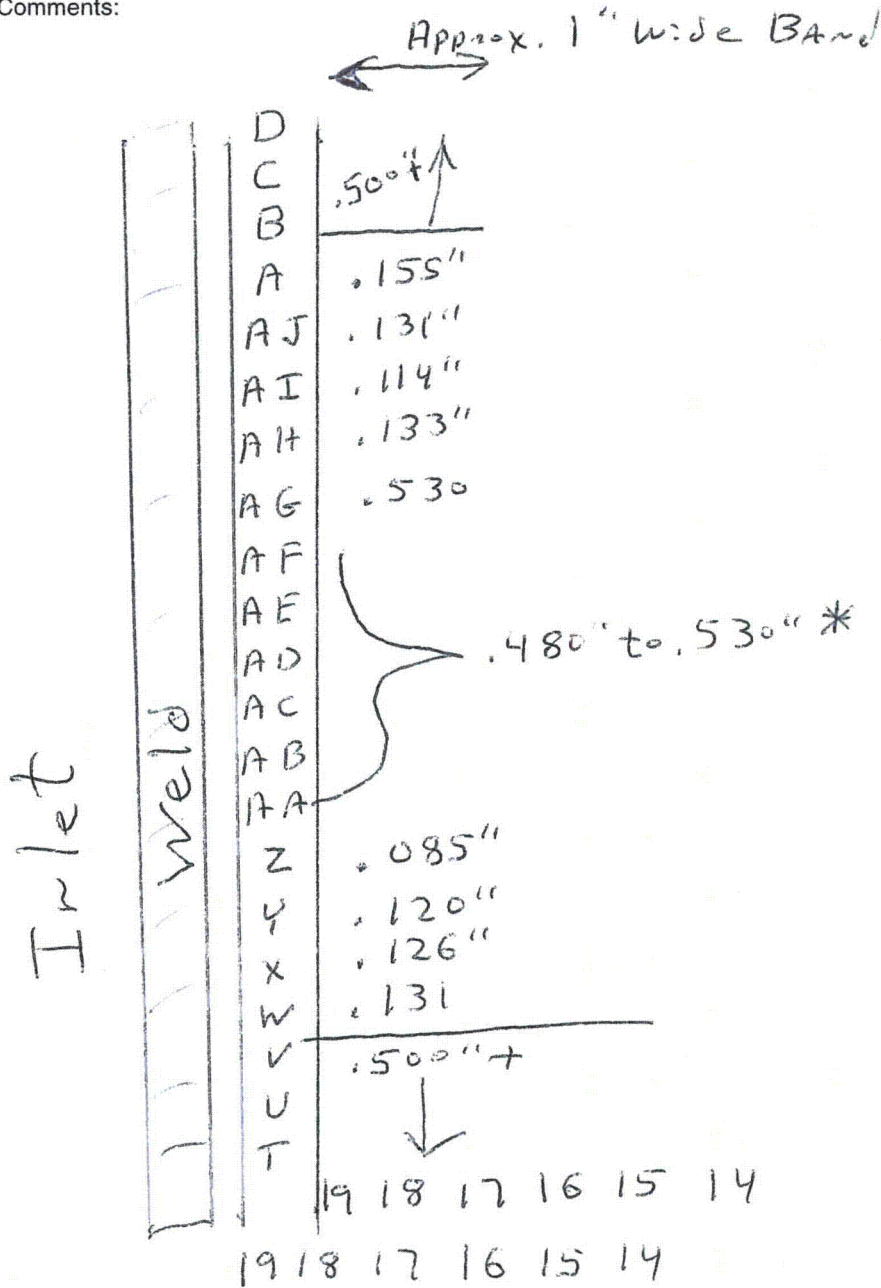 Comments:
Approx. 1" Wide Band
D
C .500"+
B
A .155"
AJ .131"
AI .114"
AH .133"
AG .530
AF
AE .480" to .530" *
AD
AC
AB
AA
Z .085"
Y .120"
X .126"
W .131
V .500"+
U
T
Inlet
Weld
19 18 17 16 15 14
19 18 17 16 15 14